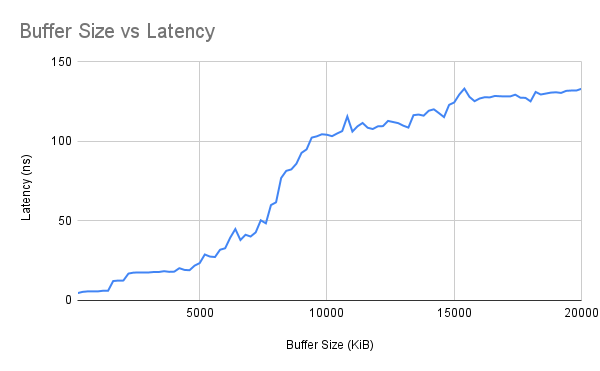 Buffer Size vs Latency
150
100
50
0
Latency (ns)
5000 10000 15000 20000
Buffer Size (KiB)